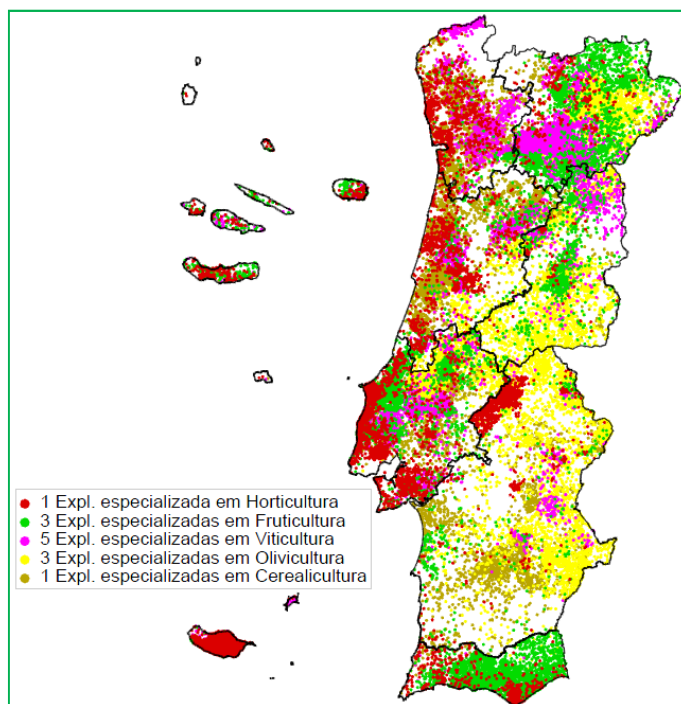 1 Expl. especializada em Horticultura
3 Expl. especializadas em Fruticultura
5 Expl. especializadas em Viticultura
3 Expl. especializadas em Olivicultura
1 Expl. especializadas em Cerealicultura